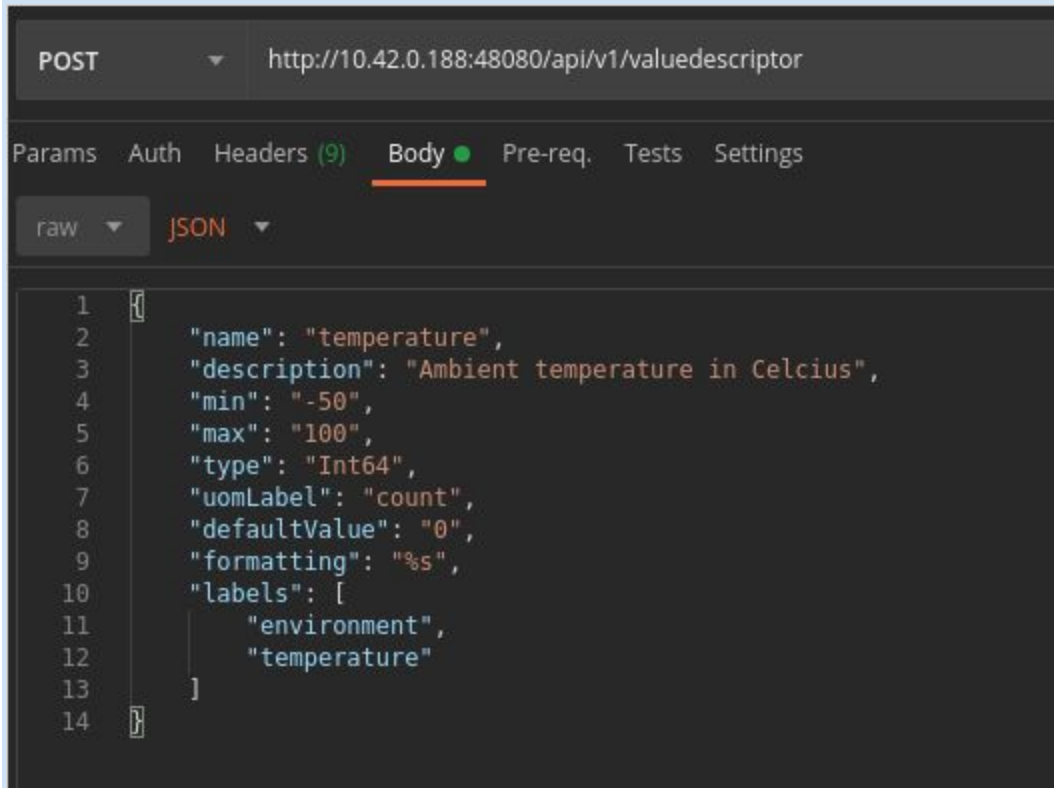 POST http://10.42.0.188:48080/api/v1/valuedescriptor
Params Auth Headers (9) Body Pre-req. Tests Settings
raw JSON
1 {
2 "name": "temperature",
3 "description": "Ambient temperature in Celcius",
4 "min": "-50",
5 "max": "100",
6 "type": "Int64",
7 "uomLabel": "count",
8 "defaultValue": "0",
9 "formatting": "%s",
10 "labels": [
11 "environment",
12 "temperature"
13 ]
14 }